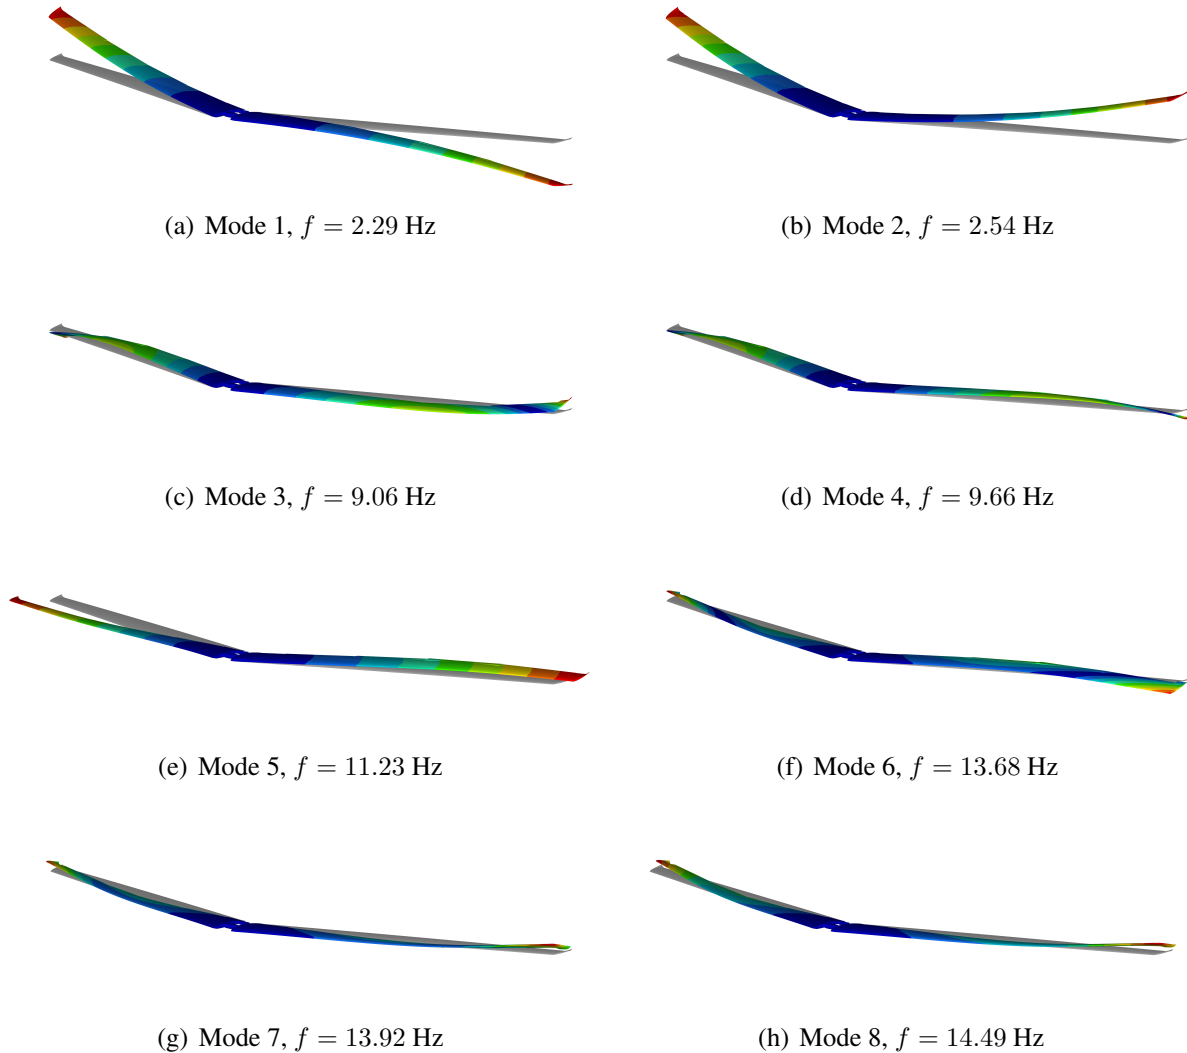 (a) Mode 1, f = 2.29 Hz
(b) Mode 2, f = 2.54 Hz
(c) Mode 3, f = 9.06 Hz
(d) Mode 4, f = 9.66 Hz
(e) Mode 5, f = 11.23 Hz
(f) Mode 6, f = 13.68 Hz
(g) Mode 7, f = 13.92 Hz
(h) Mode 8, f = 14.49 Hz